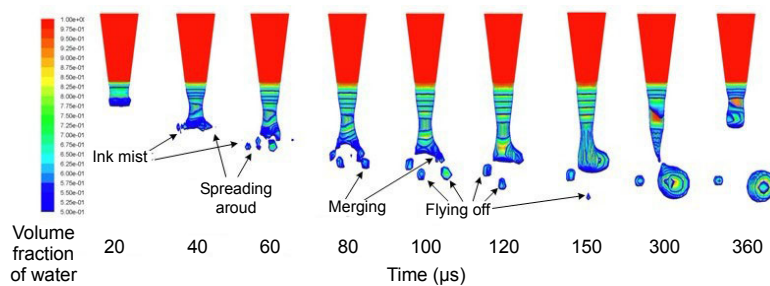 1.00e+00
9.75e-01
9.50e-01
9.25e-01
9.00e-01
8.75e-01
8.50e-01
8.25e-01
8.00e-01
7.75e-01
7.50e-01
7.25e-01
7.00e-01
6.75e-01
6.50e-01
6.25e-01
6.00e-01
5.75e-01
5.50e-01
5.25e-01
5.00e-01
Ink mist
Spreading
aroud
Merging
Flying off
Volume
fraction
of water
20 40 60 80 100 120 150 300 360
Time (μs)